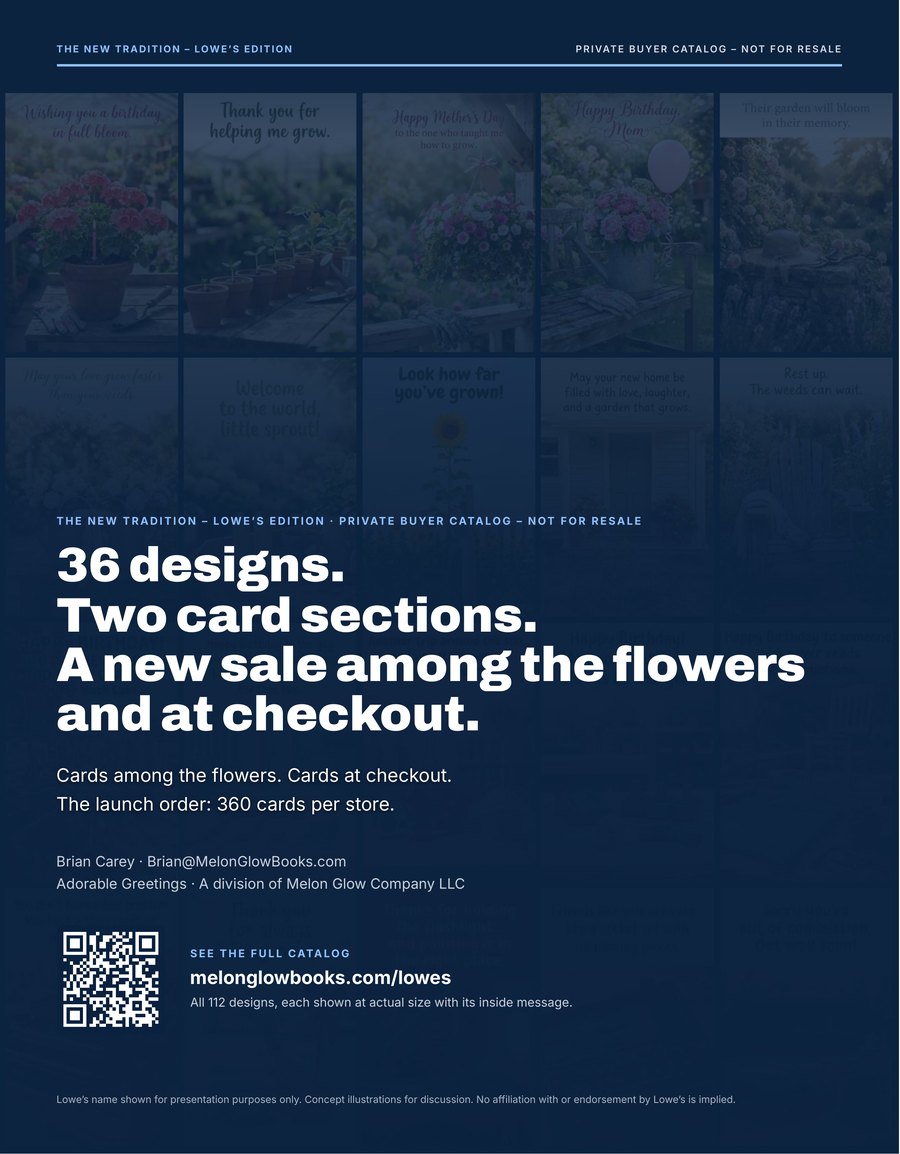 THE NEW TRADITION – LOWE’S EDITION
PRIVATE BUYER CATALOG – NOT FOR RESALE
Wishing you a birthday
in full bloom.
Thank you for
helping me grow.
Happy Mother's Day
to the one who taught me
how to grow.
Happy Birthday,
Mom
Their garden will bloom
in their memory.
May your love grow faster
than your weeds.
Welcome
to the world,
little sprout!
Look how far
you've grown!
May your new home be
filled with love, laughter,
and a garden that grows.
Rest up.
The weeds can wait.
THE NEW TRADITION – LOWE’S EDITION · PRIVATE BUYER CATALOG – NOT FOR RESALE
36 designs.
Two card sections.
A new sale among the flowers
and at checkout.
Cards among the flowers. Cards at checkout.
The launch order: 360 cards per store.
Brian Carey · Brian@MelonGlowBooks.com
Adorable Greetings · A division of Melon Glow Company LLC
SEE THE FULL CATALOG
melonglowbooks.com/lowes
All 112 designs, each shown at actual size with its inside message.
Lowe’s name shown for presentation purposes only. Concept illustrations for discussion. No affiliation with or endorsement by Lowe’s is implied.